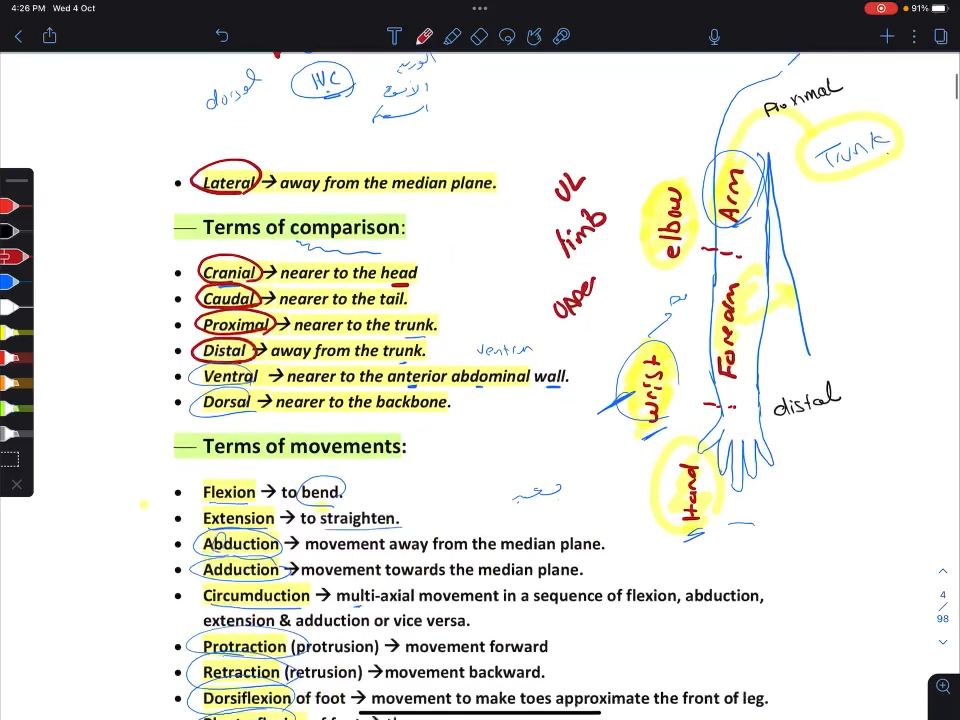 4:26 PM Wed 4 Oct
91%
dorsal
IVC
الوريد
الأجوف
Proximal
Trunk
• Lateral → away from the median plane.
— Terms of comparison:
• Cranial → nearer to the head
• Caudal → nearer to the tail.
• Proximal → nearer to the trunk.
• Distal → away from the trunk.
• Ventral → nearer to the anterior abdominal wall.
• Dorsal → nearer to the backbone.
— Terms of movements:
• Flexion → to bend.
• Extension → to straighten.
• Abduction → movement away from the median plane.
• Adduction → movement towards the median plane.
• Circumduction → multi-axial movement in a sequence of flexion, abduction,
extension & adduction or vice versa.
• Protraction (protrusion) → movement forward
• Retraction (retrusion) → movement backward.
• Dorsiflexion of foot → movement to make toes approximate the front of leg.
UL
limb
upper
elbow
Arm
Forearm
wrist
distal
Hand
4
/
98